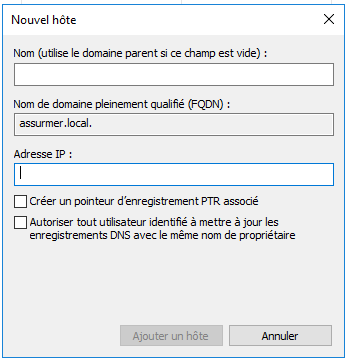 Nouvel hôte
Nom (utilise le domaine parent si ce champ est vide) :
Nom de domaine pleinement qualifié (FQDN) :
assurmer.local.
Adresse IP :
Créer un pointeur d'enregistrement PTR associé
Autoriser tout utilisateur identifié à mettre à jour les
enregistrements DNS avec le même nom de propriétaire
Ajouter un hôte
Annuler